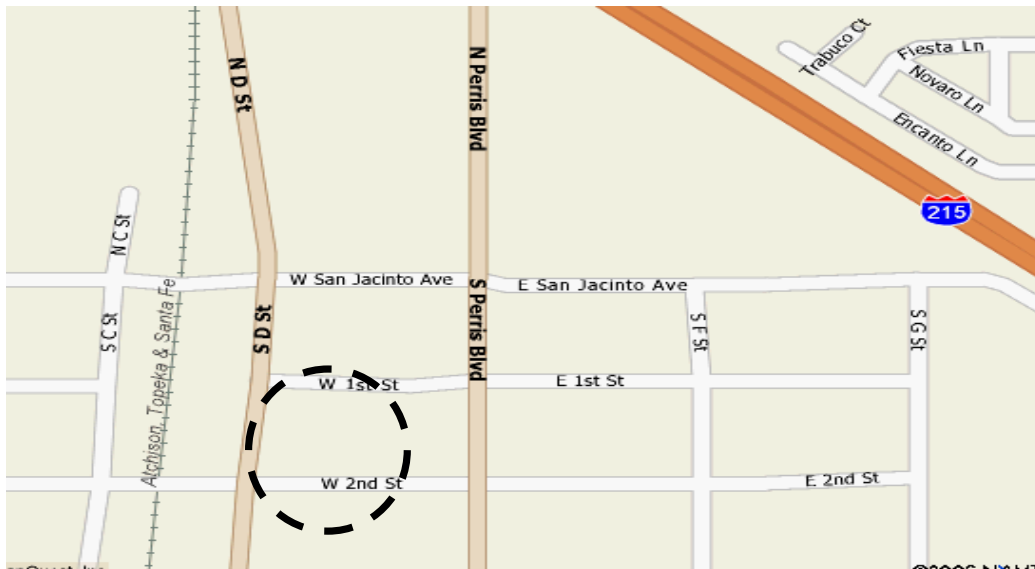 Trabuco Ct
Fiesta Ln
Novaro Ln
Encanto Ln
N D St
N Perris Blvd
215
N C St
W San Jacinto Ave
E San Jacinto Ave
S C St
Atchison, Topeka & Santa Fe
S D St
S Perris Blvd
S F St
S G St
W 1st St
E 1st St
W 2nd St
E 2nd St